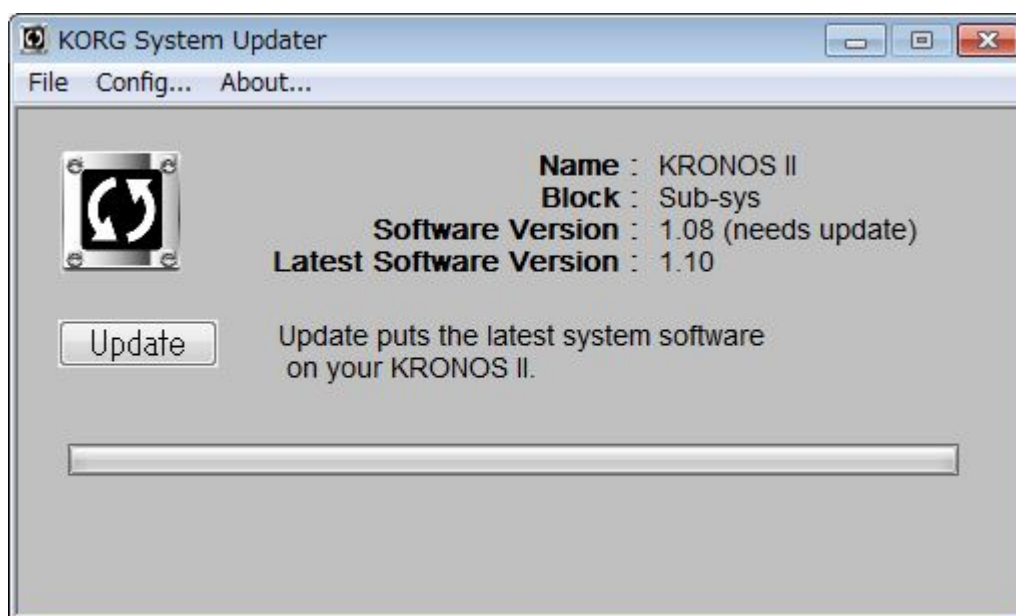 KORG System Updater
File Config... About...
Name : KRONOS II
Block : Sub-sys
Software Version : 1.08 (needs update)
Latest Software Version : 1.10
Update
Update puts the latest system software
on your KRONOS II.